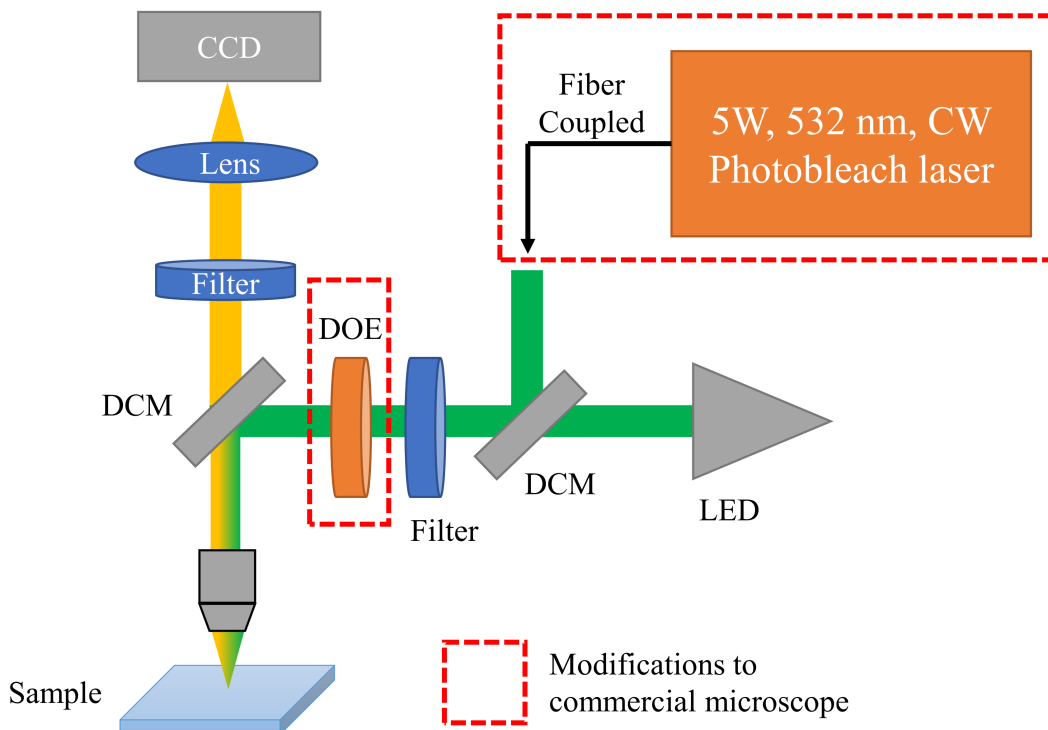 CCD
Fiber
Coupled
5W, 532 nm, CW
Photobleach laser
Lens
Filter
DOE
DCM
DCM
LED
Filter
Sample
Modifications to
commercial microscope